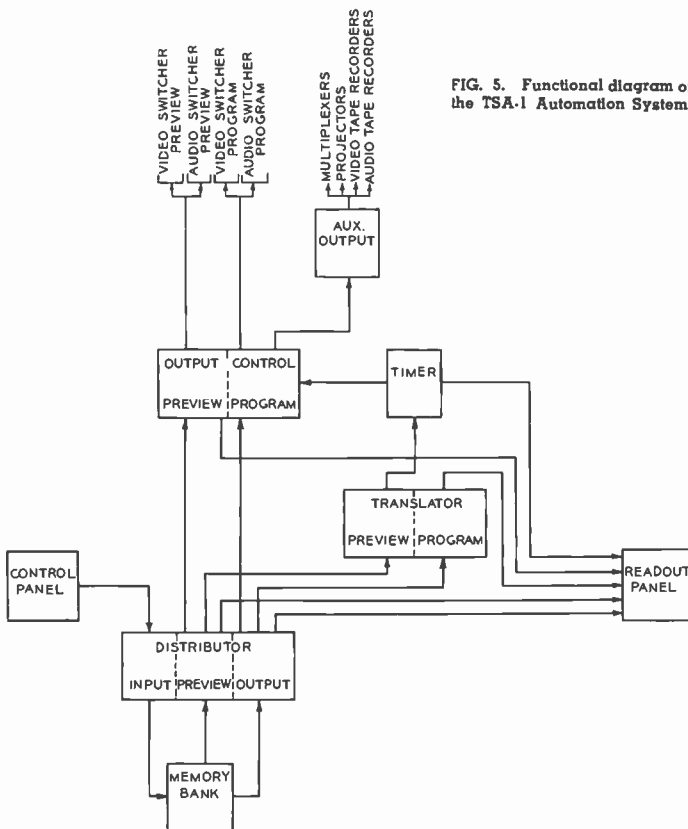 FIG. 5. Functional diagram o
the TSA-1 Automation System
VIDEO SWITCHER
PREVIEW
AUDIO SWITCHER
PREVIEW
VIDEO SWITCHER
PROGRAM
AUDIO SWITCHER
PROGRAM
MULTIPLEXERS
PROJECTORS
VIDEO TAPE RECORDERS
AUDIO TAPE RECORDERS
AUX.
OUTPUT
OUTPUT CONTROL
PREVIEW PROGRAM
TIMER
TRANSLATOR
PREVIEW PROGRAM
CONTROL
PANEL
READOUT
PANEL
DISTRIBUTOR
INPUT PREVIEW OUTPUT
MEMORY
BANK